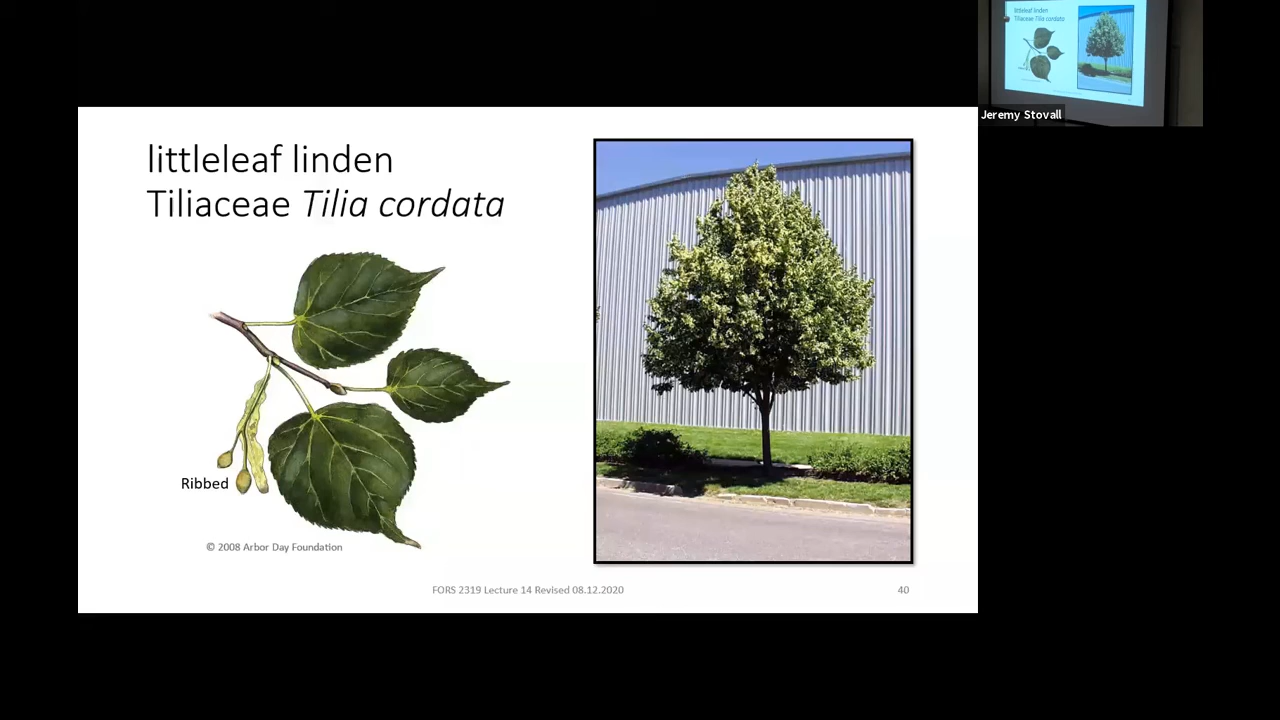 littleleaf linden
Tiliaceae Tilia cordata
Ribbed
© 2008 Arbor Day Foundation
FORS 2319 Lecture 14 Revised 08.12.2020
40
littleleaf linden
Tiliaceae Tilia cordata
Jeremy Stovall